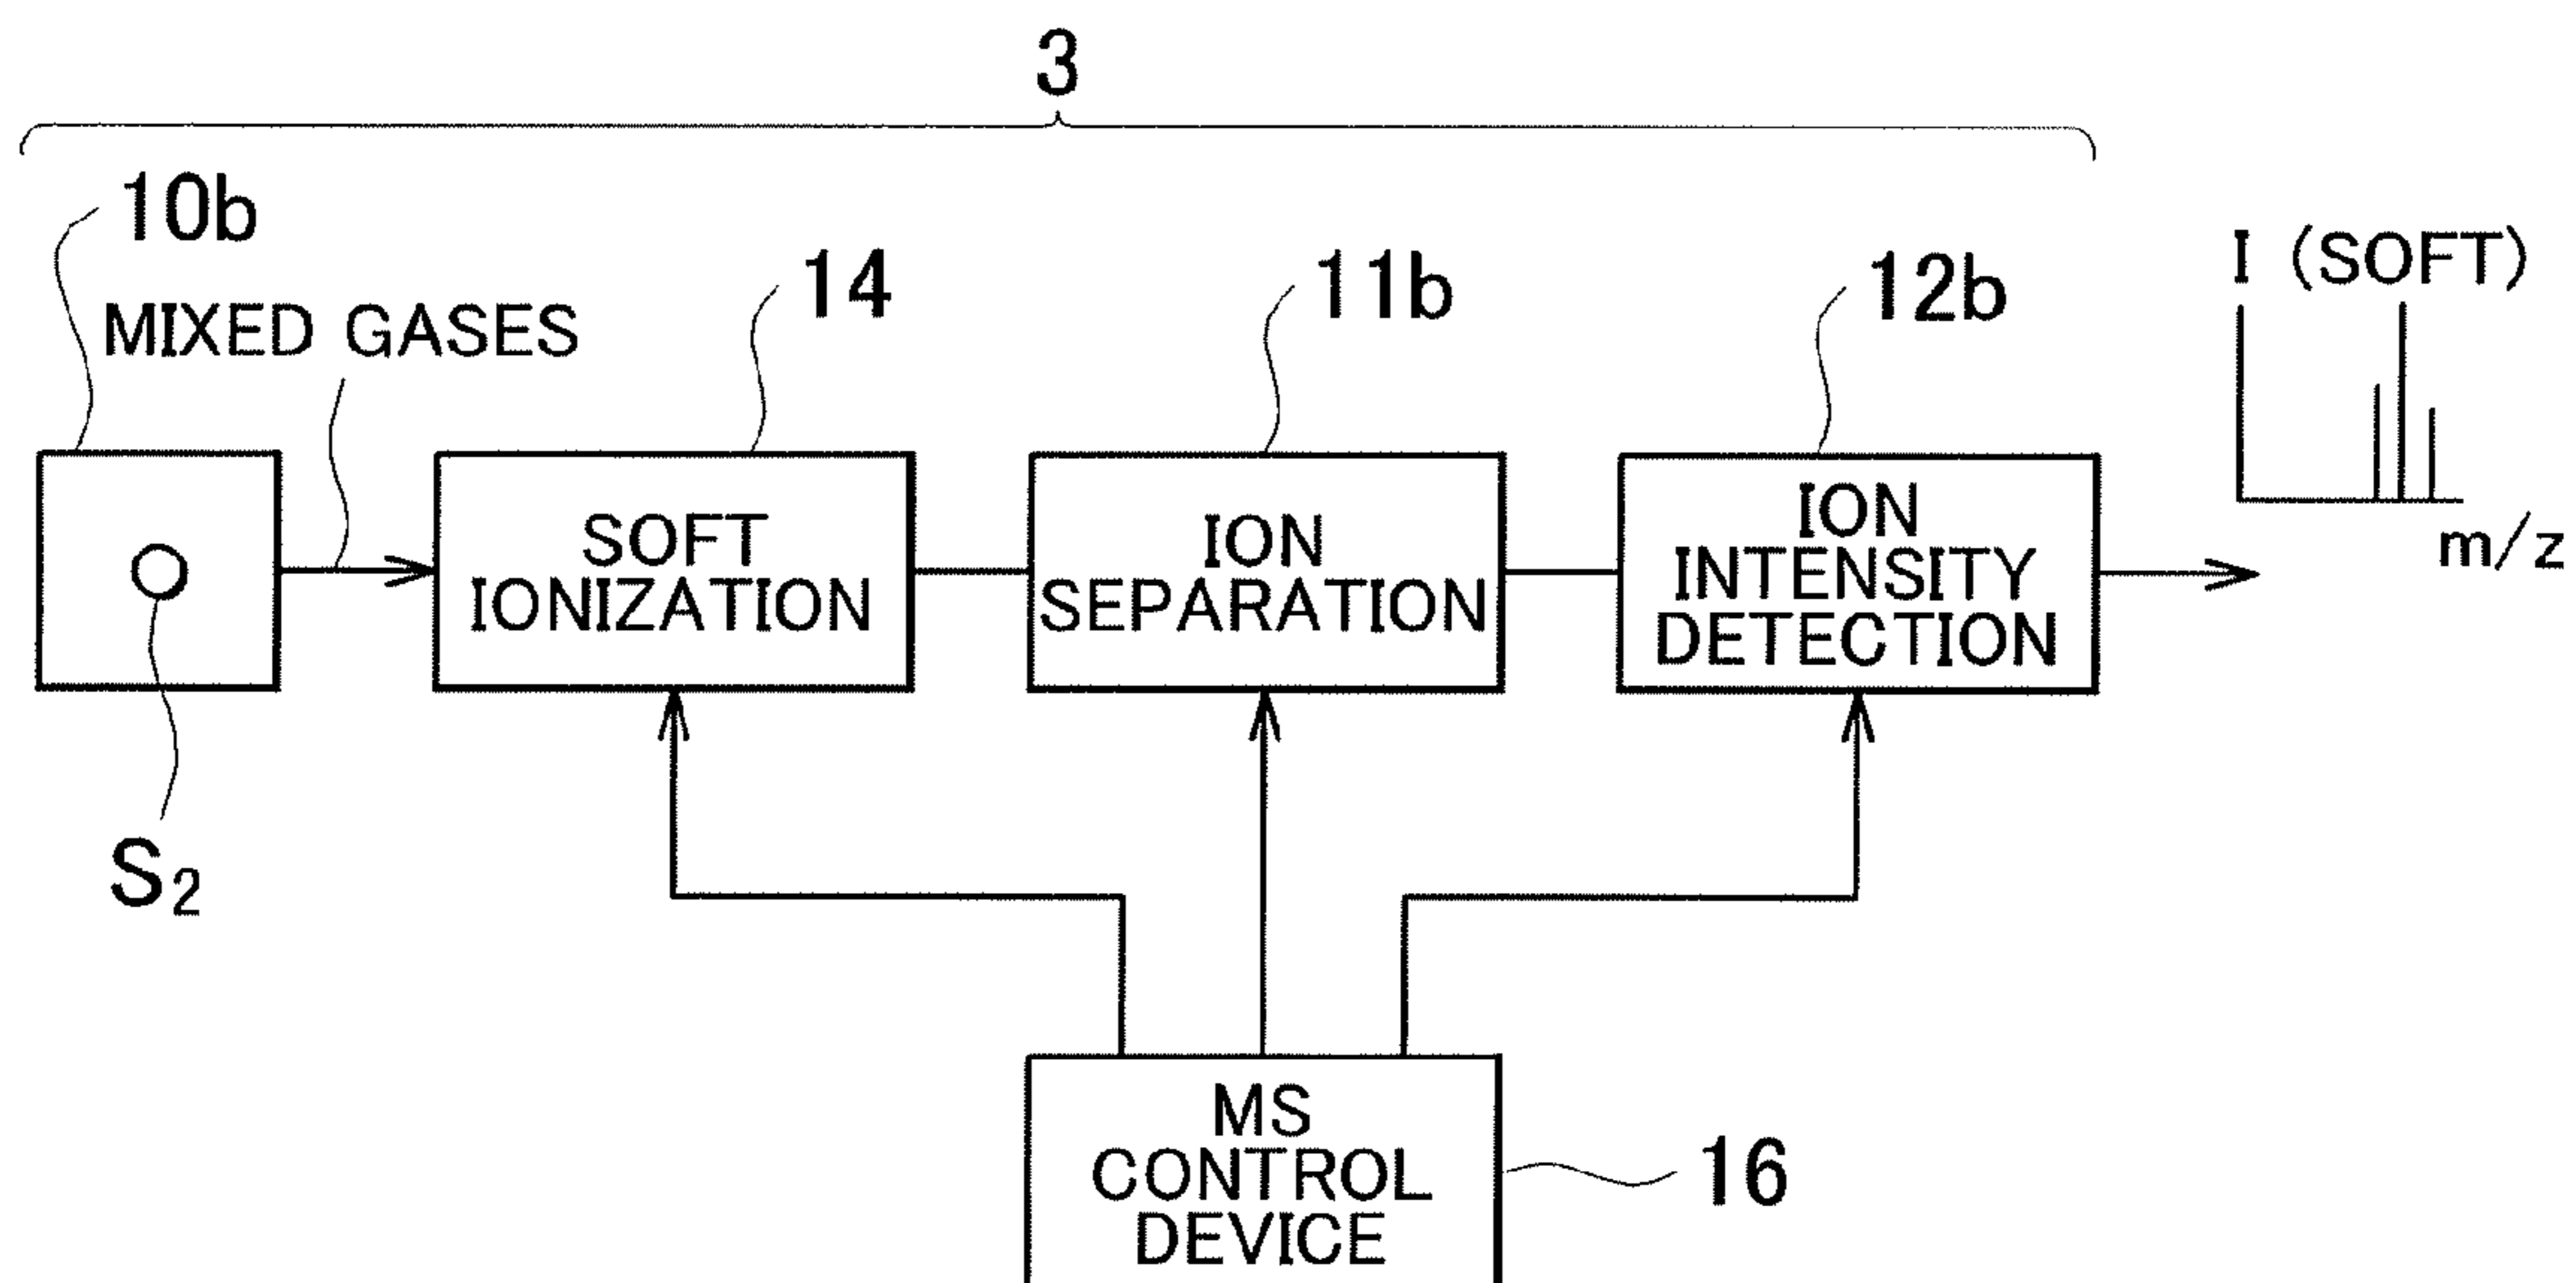 3
10b
MIXED GASES
14
11b
12b
I (SOFT)
m/z
SOFT
IONIZATION
ION
SEPARATION
ION
INTENSITY
DETECTION
S₂
MS
CONTROL
DEVICE
16